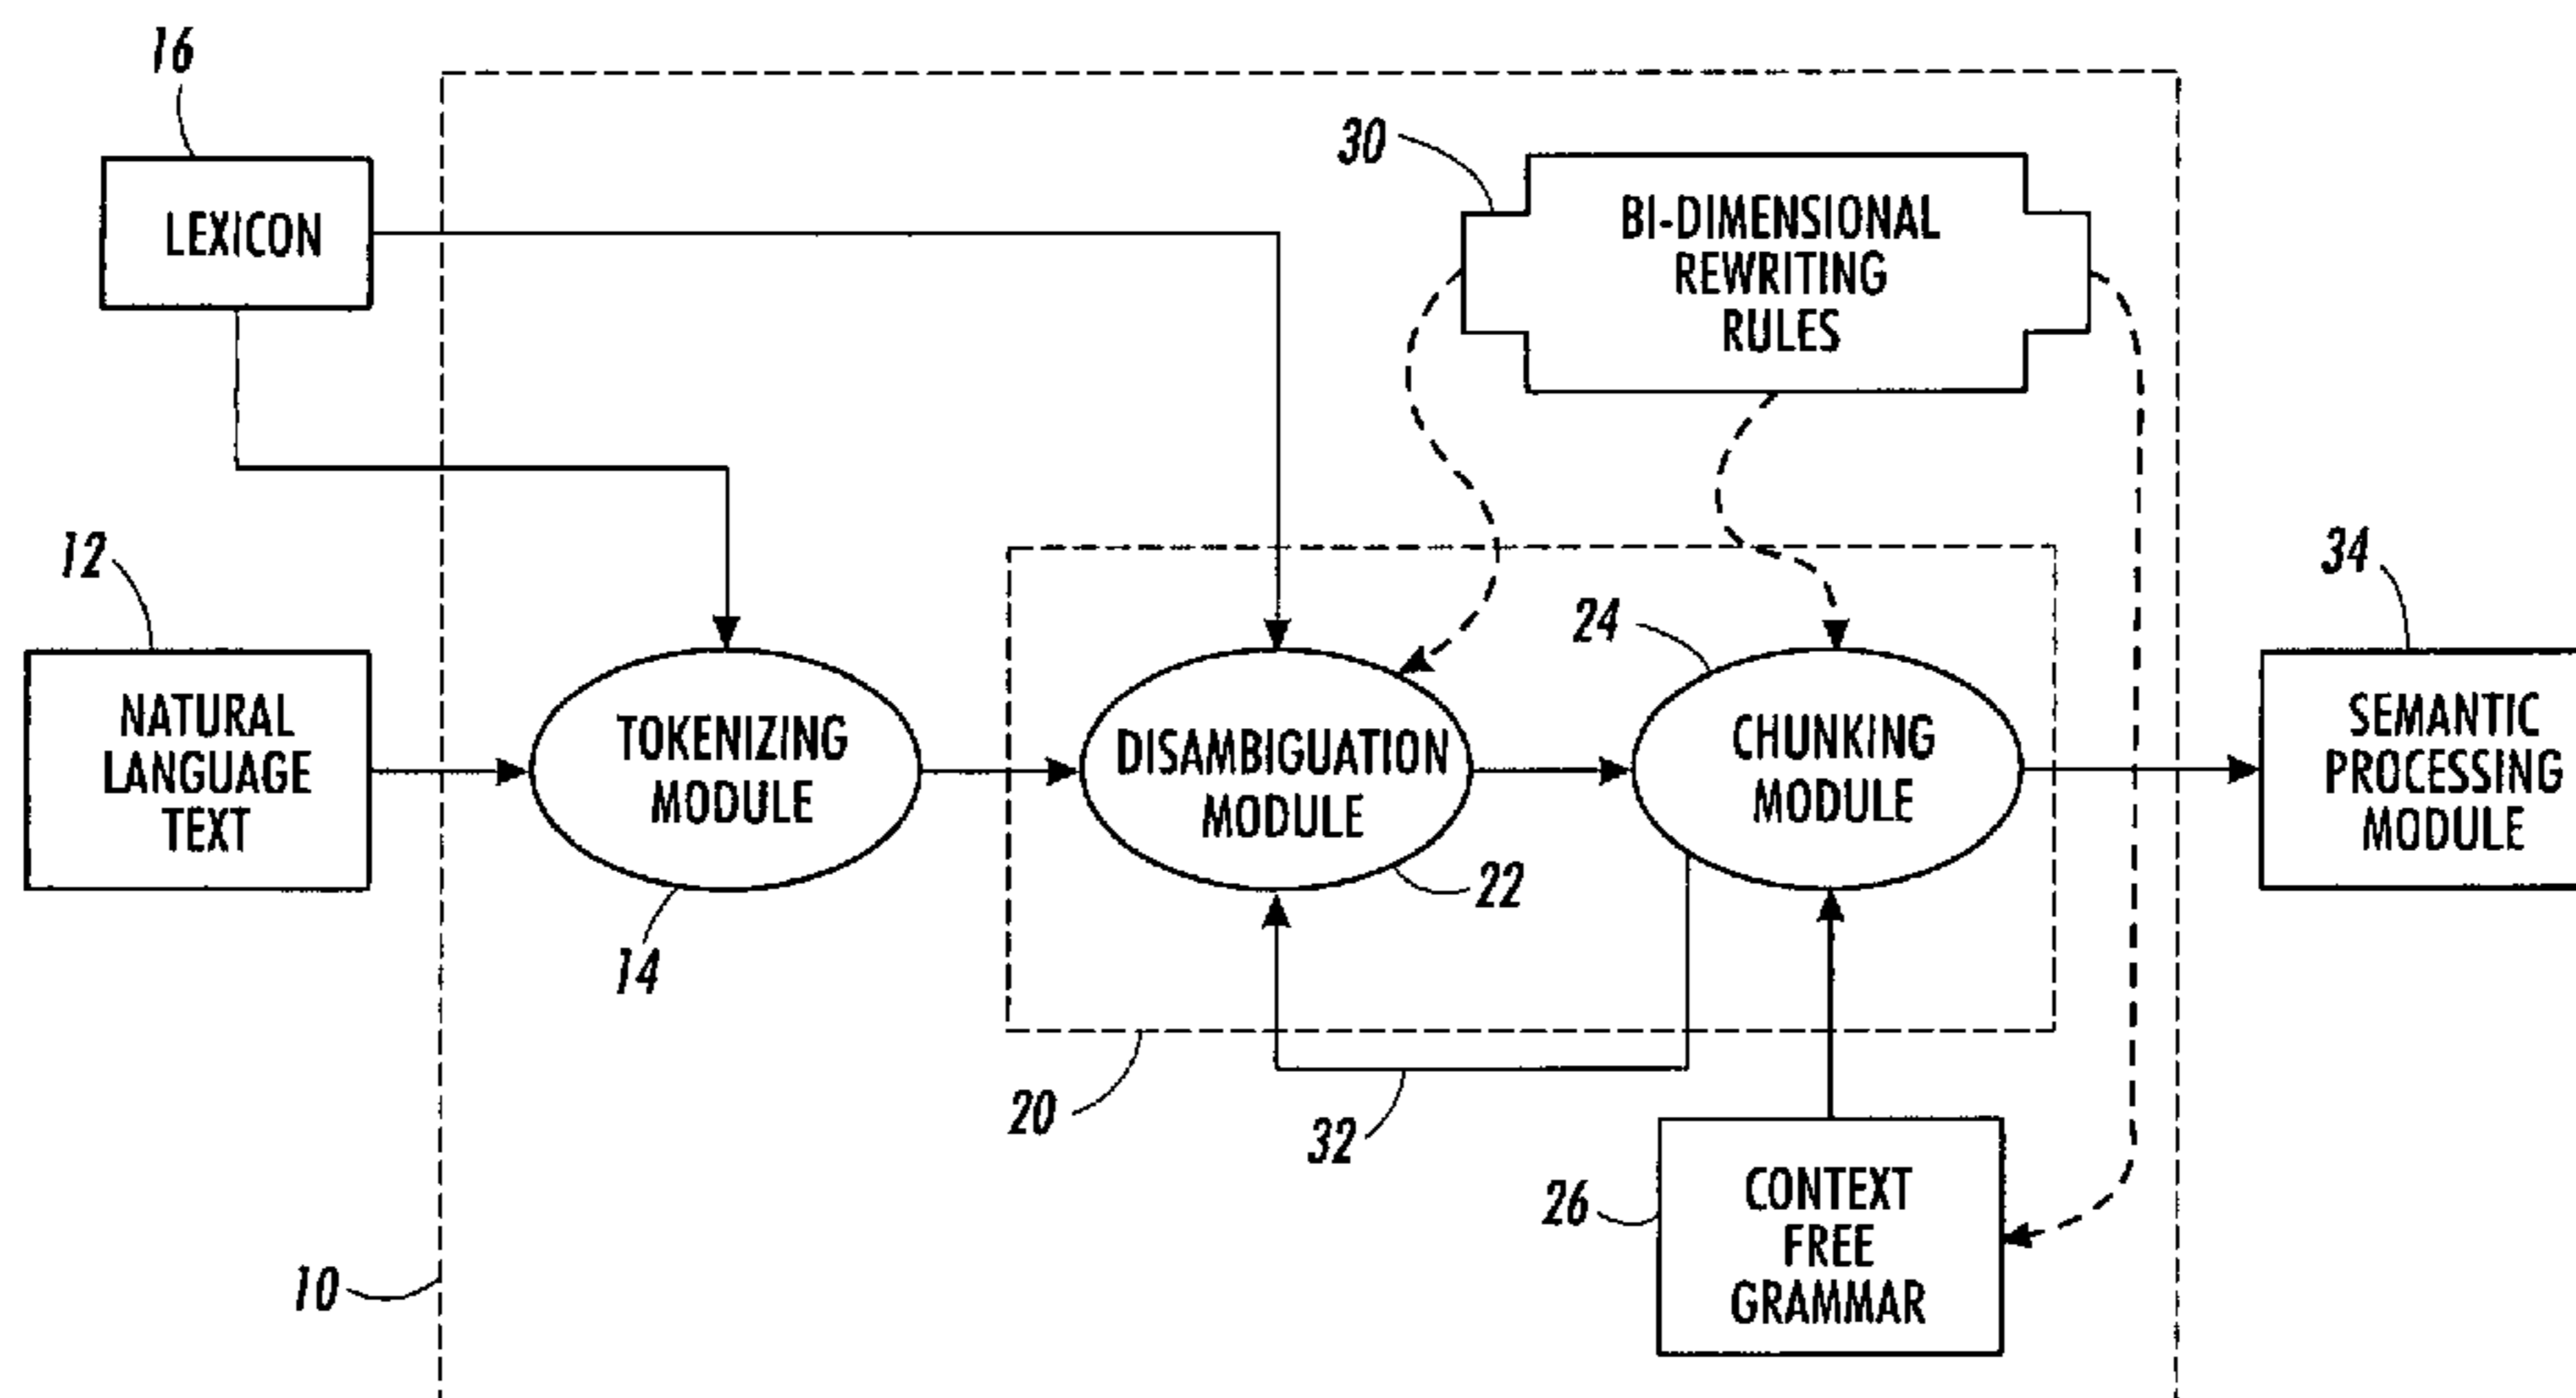 16
LEXICON
30
BI-DIMENSIONAL
REWRITING
RULES
12
NATURAL
LANGUAGE
TEXT
TOKENIZING
MODULE
14
DISAMBIGUATION
MODULE
22
24
CHUNKING
MODULE
34
SEMANTIC
PROCESSING
MODULE
20
32
26
CONTEXT
FREE
GRAMMAR
10